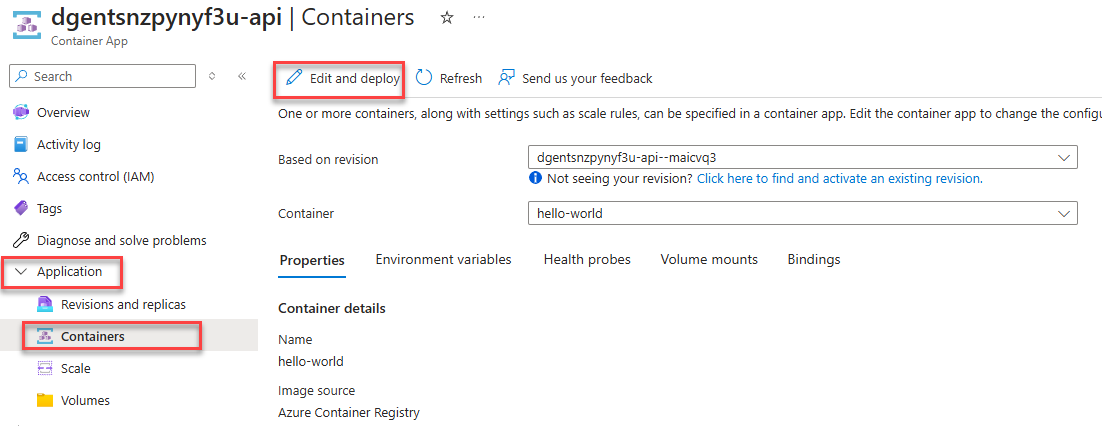 dgentsnzpynyf3u-api | Containers
Container App
Search
Overview
Activity log
Access control (IAM)
Tags
Diagnose and solve problems
Application
Revisions and replicas
Containers
Scale
Volumes
Edit and deploy
Refresh
Send us your feedback
One or more containers, along with settings such as scale rules, can be specified in a container app. Edit the container app to change the configu
Based on revision
dgentsnzpynyf3u-api--maicvq3
Not seeing your revision? Click here to find and activate an existing revision.
Container
hello-world
Properties
Environment variables
Health probes
Volume mounts
Bindings
Container details
Name
hello-world
Image source
Azure Container Registry